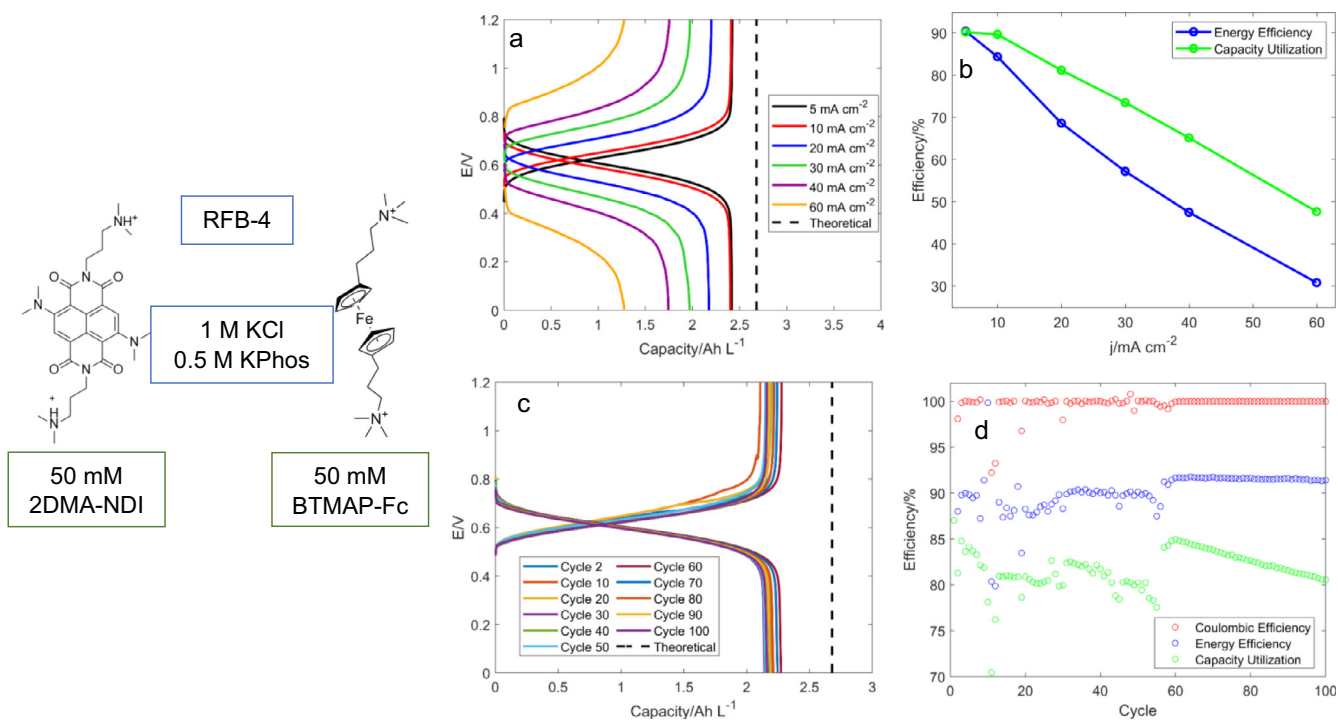 RFB-4
NH⁺
N⁺
O
N
O
N
N
O
N
O
⁺
H
N
Fe
N⁺
1 M KCl
0.5 M KPhos
50 mM
2DMA-NDI
50 mM
BTMAP-Fc
a
1.2
1
0.8
0.6
0.4
0.2
0
E/V
0 0.5 1 1.5 2 2.5 3 3.5 4
Capacity/Ah L⁻¹
5 mA cm⁻²
10 mA cm⁻²
20 mA cm⁻²
30 mA cm⁻²
40 mA cm⁻²
60 mA cm⁻²
Theoretical
b
90
80
70
60
50
40
30
Efficiency/%
10 20 30 40 50 60
j/mA cm⁻²
Energy Efficiency
Capacity Utilization
c
1.2
1
0.8
0.6
0.4
0.2
0
E/V
0 0.5 1 1.5 2 2.5 3
Capacity/Ah L⁻¹
Cycle 2 Cycle 60
Cycle 10 Cycle 70
Cycle 20 Cycle 80
Cycle 30 Cycle 90
Cycle 40 Cycle 100
Cycle 50 Theoretical
d
100
95
90
85
80
75
70
Efficiency/%
0 20 40 60 80 100
Cycle
Coulombic Efficiency
Energy Efficiency
Capacity Utilization